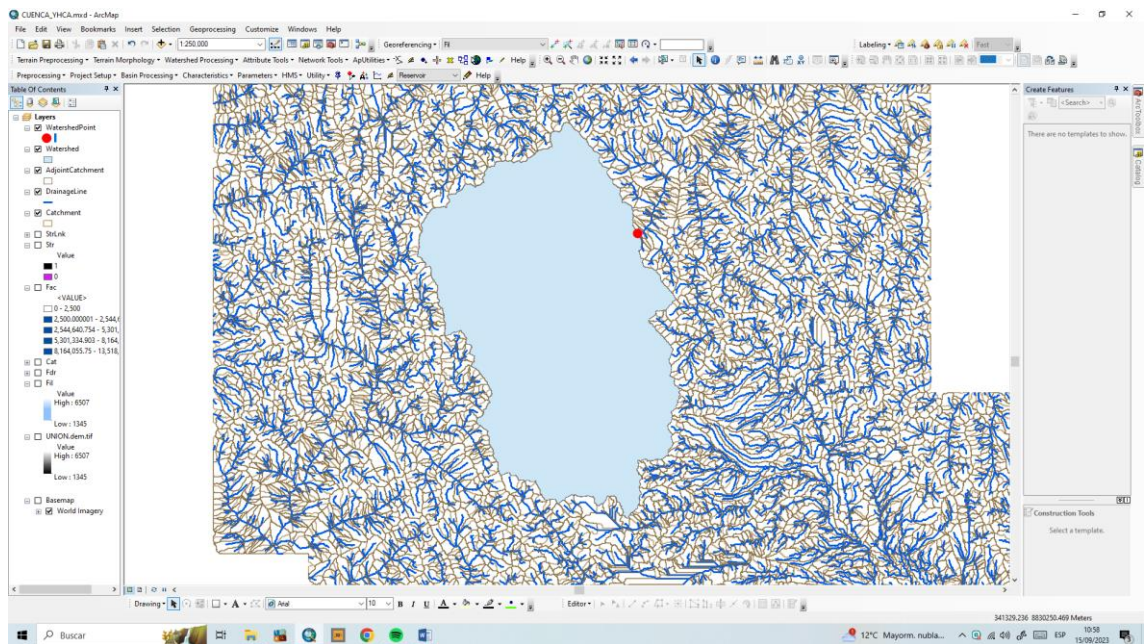 CUENCA_YHCA.mxd - ArcMap
File Edit View Bookmarks Insert Selection Geoprocessing Customize Windows Help
1:250.000 Georeferencing Fil Labeling Fast
Terrain Preprocessing Terrain Morphology Watershed Processing Attribute Tools Network Tools ApUtilities Help
Preprocessing Project Setup Basin Processing Characteristics Parameters HMS Utility Reservoir Help
Table Of Contents
Layers
WatershedPoint
Watershed
AdjointCatchment
DrainageLine
Catchment
StrLnk
Str
Value
1
0
Fac
<VALUE>
0 - 2,500
2,500.000001 - 2,544,6
2,544,640.754 - 5,301,
5,301,334.903 - 8,164,
8,164,055.75 - 13,518,
Cat
Fdr
Fil
Value
High : 6507
Low : 1345
UNION.dem.tif
Value
High : 6507
Low : 1345
Basemap
World Imagery
Create Features
<Search>
There are no templates to show.
ArcToolbox
Catalog
Construction Tools
Select a template.
Drawing A Arial 10 B I U A Editor
341329,236 8830250.469 Meters
Buscar
12°C Mayorm. nubla... ESP 10:58
15/09/2023